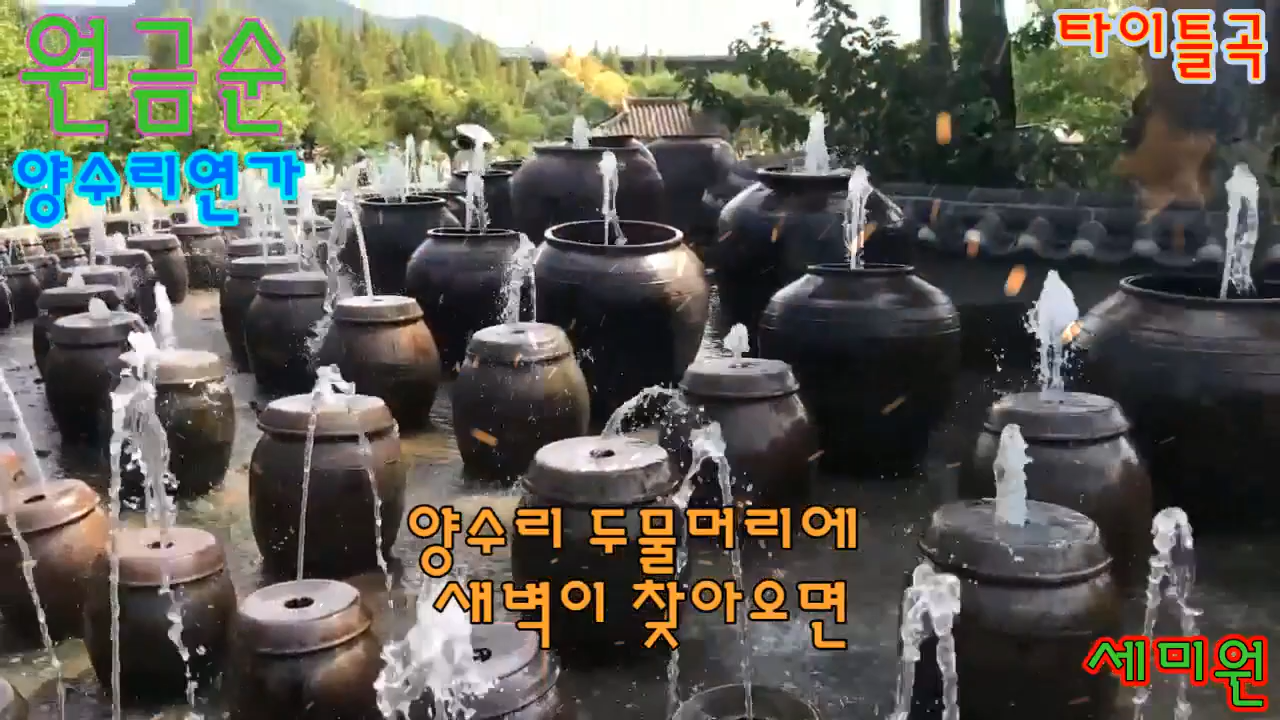 원금순
타이틀곡
양수리연가
양수리 두물머리에
새벽이 찾아오면
세미원